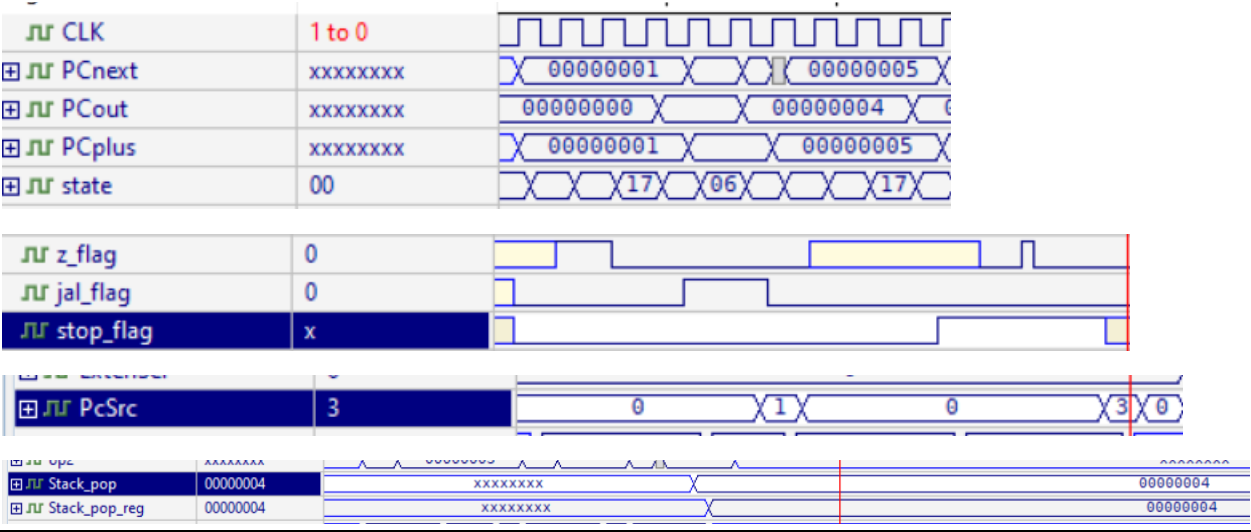 CLK 1 to 0
PCnext xxxxxxxx 00000001 00000005
PCout xxxxxxxx 00000000 00000004
PCplus xxxxxxxx 00000001 00000005
state 00 17 06 17
z_flag 0
jal_flag 0
stop_flag x
PcSrc 3 0 1 0 3 0
Stack_pop 00000004 xxxxxxxx 00000004
Stack_pop_reg 00000004 xxxxxxxx 00000004